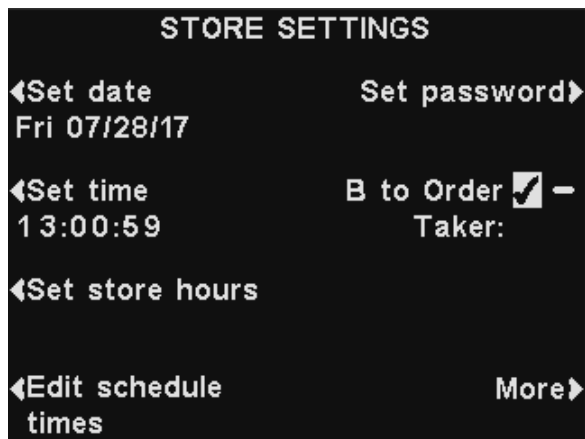 STORE SETTINGS
Set date
Fri 07/28/17
Set password
Set time
13:00:59
B to Order
Taker:
Set store hours
Edit schedule
times
More